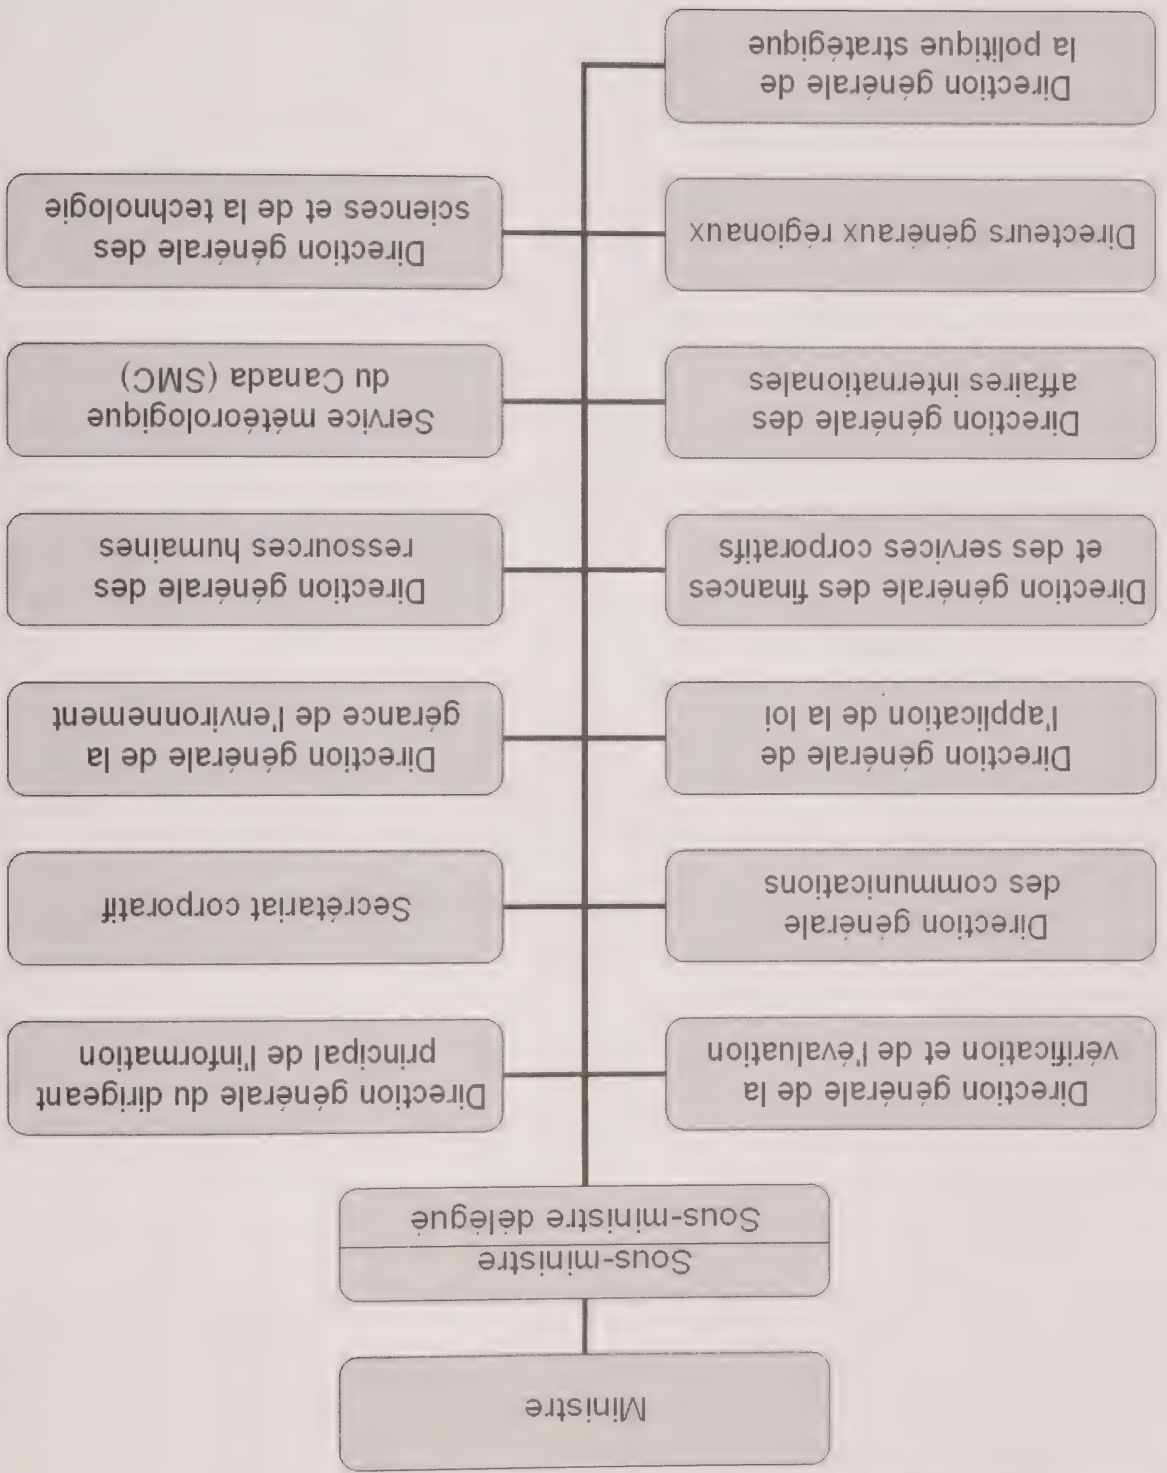 Ministre
Sous-ministre
Sous-ministre délégué
Direction générale de la
vérification et de l'évaluation
Direction générale du dirigeant
principal de l'information
Direction générale
des communications
Secrétariat corporatif
Direction générale de
l'application de la loi
Direction générale de la
gérance de l'environnement
Direction générale des finances
et des services corporatifs
Direction générale des
ressources humaines
Direction générale des
affaires internationales
Service météorologique
du Canada (SMC)
Directeurs généraux régionaux
Direction générale des
sciences et de la technologie
Direction générale de
la politique stratégique